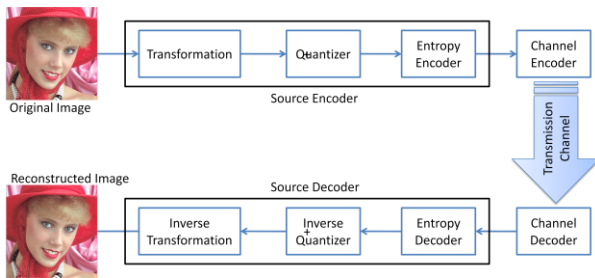 Transformation
Quantizer
+
Entropy
Encoder
Channel
Encoder
Source Encoder
Original Image
Transmission
Channel
Reconstructed Image
Source Decoder
Inverse
Transformation
Inverse
+
Quantizer
Entropy
Decoder
Channel
Decoder